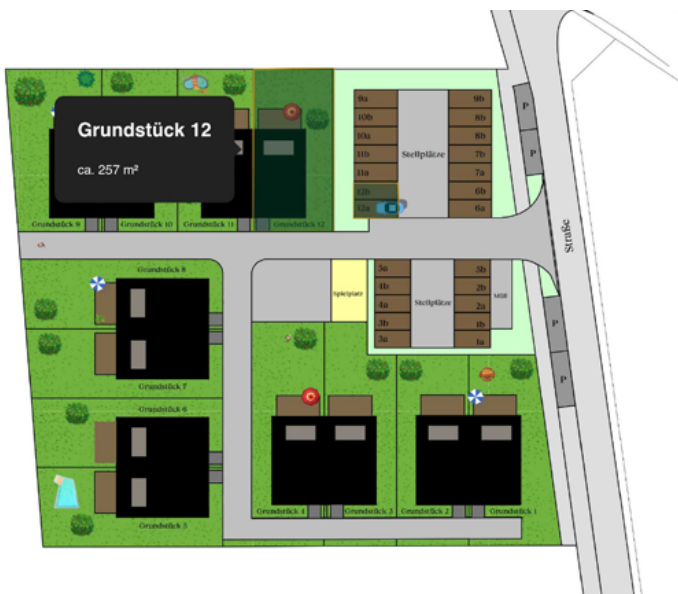 Grundstück 12
ca. 257 m²
Grundstück 9
Grundstück 10
Grundstück 11
Grundstück 12
9a
10b
10a
11b
11a
12b
12a
Stellplätze
9b
8b
8b
7b
7a
6b
6a
P
P
Straße
Grundstück 8
Grundstück 7
Grundstück 6
Grundstück 5
Spielplatz
5a
4b
4a
3b
3a
Stellplätze
5b
2b
2a
1b
1a
Müll
P
P
Grundstück 4
Grundstück 3
Grundstück 2
Grundstück 1